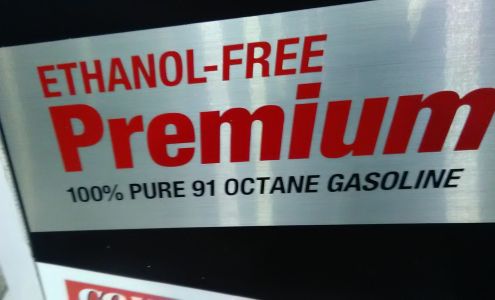 ETHANOL-FREE
Premium
100% PURE 91 OCTANE GASOLINE